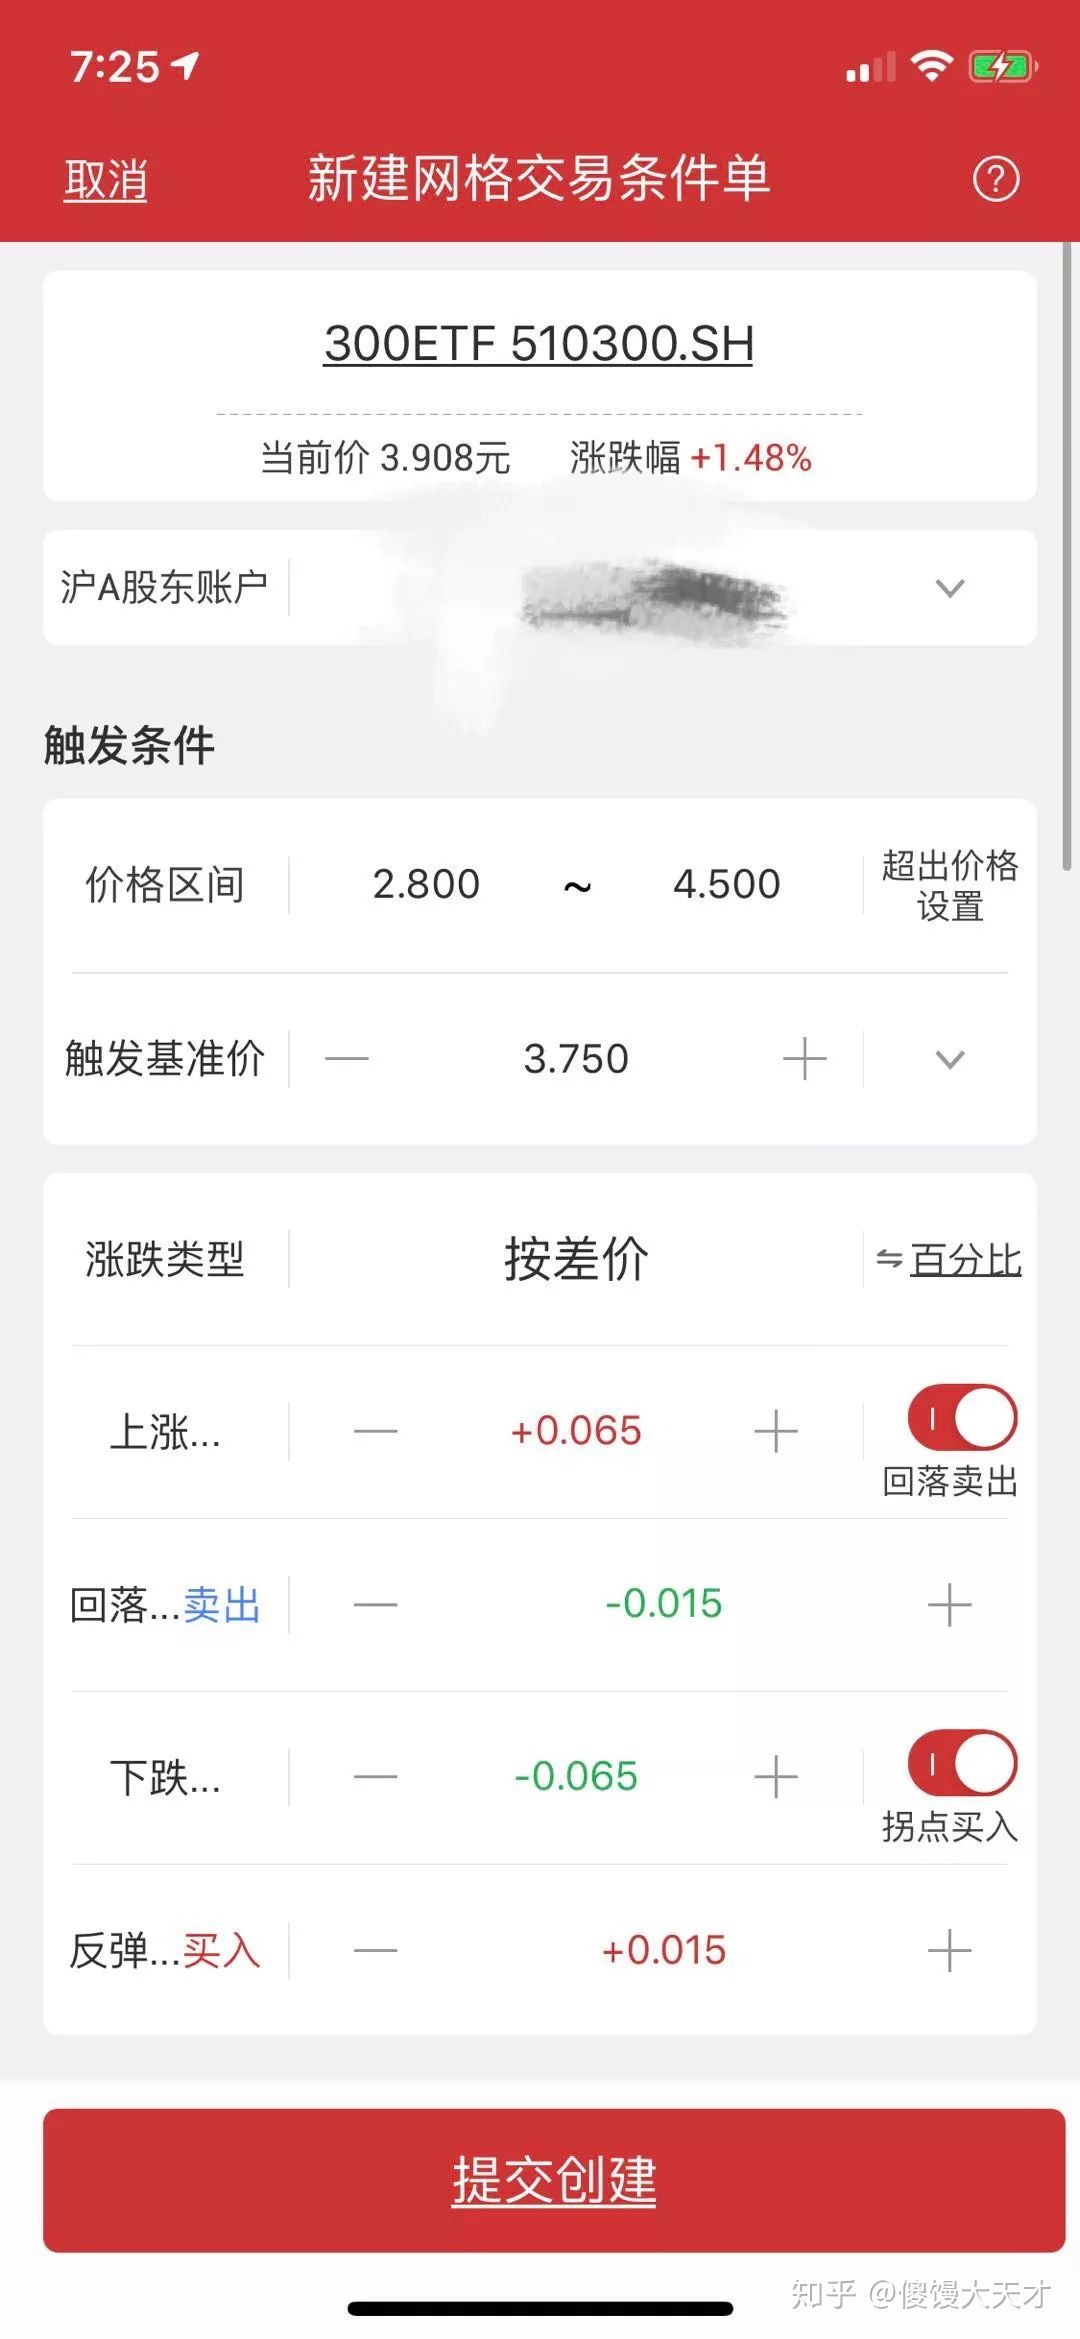 7:25
取消 新建网格交易条件单 ?
300ETF 510300.SH
当前价 3.908元 涨跌幅 +1.48%
沪A股东账户
触发条件
价格区间 2.800 ~ 4.500 超出价格
设置
触发基准价 — 3.750 +
涨跌类型 按差价 ⇋ 百分比
上涨... — +0.065 +
回落卖出
回落...卖出 — -0.015 +
下跌... — -0.065 +
拐点买入
反弹...买入 — +0.015 +
提交创建
知乎 @傻馒大天才